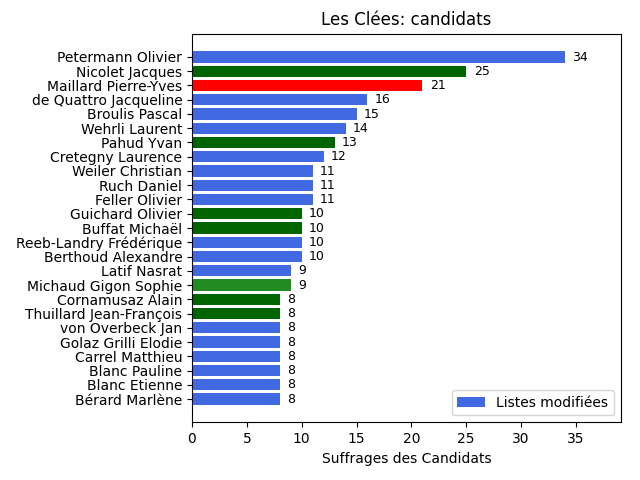 Les Clées: candidats
Petermann Olivier 34
Nicolet Jacques 25
Maillard Pierre-Yves 21
de Quattro Jacqueline 16
Broulis Pascal 15
Wehrli Laurent 14
Pahud Yvan 13
Cretegny Laurence 12
Weiler Christian 11
Ruch Daniel 11
Feller Olivier 11
Guichard Olivier 10
Buffat Michaël 10
Reeb-Landry Frédérique 10
Berthoud Alexandre 10
Latif Nasrat 9
Michaud Gigon Sophie 9
Cornamusaz Alain 8
Thuillard Jean-François 8
von Overbeck Jan 8
Golaz Grilli Elodie 8
Carrel Matthieu 8
Blanc Pauline 8
Blanc Etienne 8
Bérard Marlène 8
Listes modifiées
0 5 10 15 20 25 30 35
Suffrages des Candidats